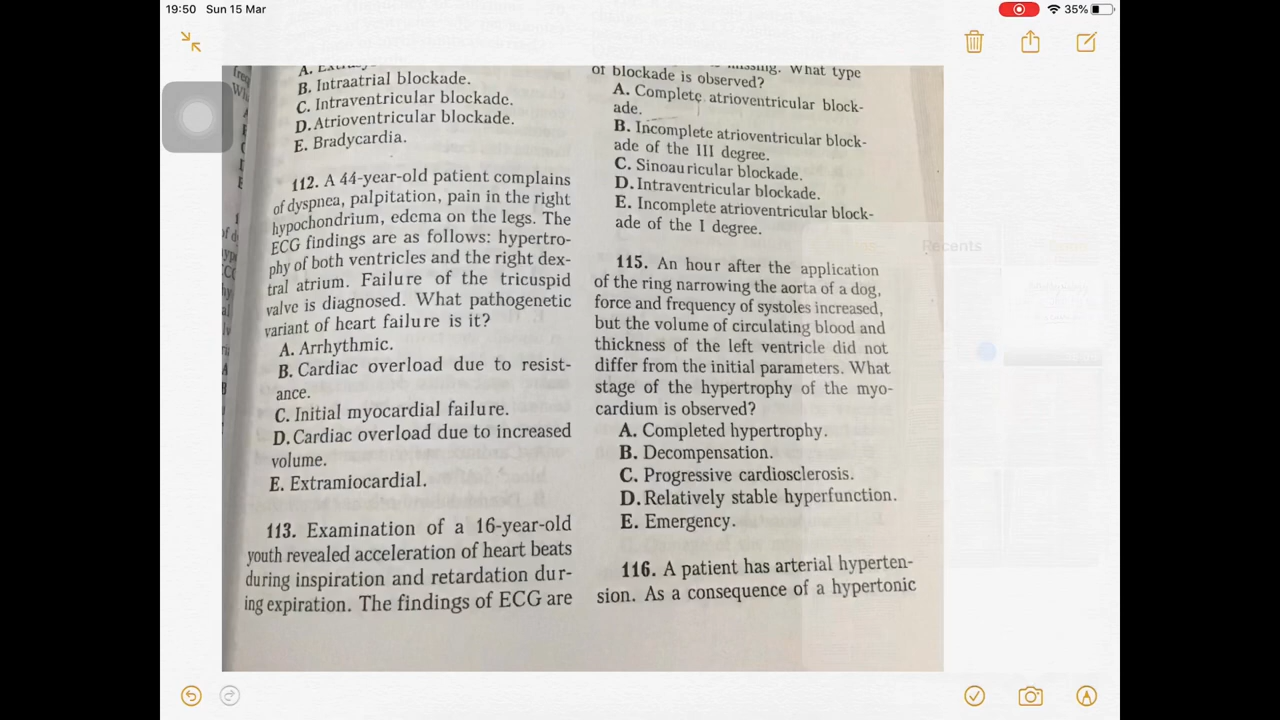 19:50 Sun 15 Mar
35%
B. Intraatrial blockade.
C. Intraventricular blockade.
D. Atrioventricular blockade.
E. Bradycardia.
112. A 44-year-old patient complains
of dyspnea, palpitation, pain in the right
hypochondrium, edema on the legs. The
ECG findings are as follows: hypertro-
phy of both ventricles and the right dex-
tral atrium. Failure of the tricuspid
valve is diagnosed. What pathogenetic
variant of heart failure is it?
A. Arrhythmic.
B. Cardiac overload due to resist-
ance.
C. Initial myocardial failure.
D. Cardiac overload due to increased
volume.
E. Extramiocardial.
113. Examination of a 16-year-old
youth revealed acceleration of heart beats
during inspiration and retardation dur-
ing expiration. The findings of ECG are
missing. What type
of blockade is observed?
A. Complete atrioventricular block-
ade.
B. Incomplete atrioventricular block-
ade of the III degree.
C. Sinoauricular blockade.
D. Intraventricular blockade.
E. Incomplete atrioventricular block-
ade of the I degree.
115. An hour after the application
of the ring narrowing the aorta of a dog,
force and frequency of systoles increased,
but the volume of circulating blood and
thickness of the left ventricle did not
differ from the initial parameters. What
stage of the hypertrophy of the myo-
cardium is observed?
A. Completed hypertrophy.
B. Decompensation.
C. Progressive cardiosclerosis.
D. Relatively stable hyperfunction.
E. Emergency.
116. A patient has arterial hyperten-
sion. As a consequence of a hypertonic
Recents